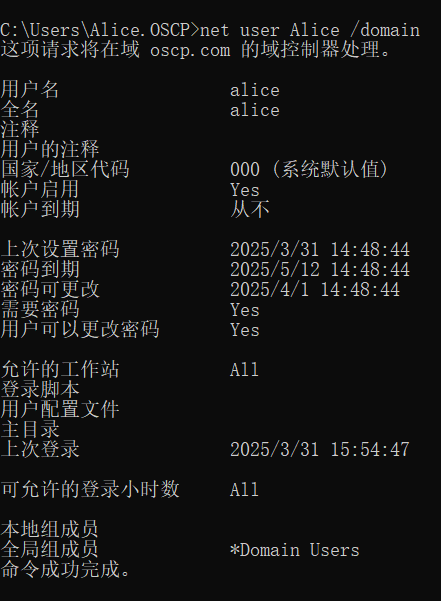 C:\Users\Alice.OSCP>net user Alice /domain
这项请求将在域 oscp.com 的域控制器处理。
用户名 alice
全名 alice
注释
用户的注释
国家/地区代码 000 (系统默认值)
帐户启用 Yes
帐户到期 从不
上次设置密码 2025/3/31 14:48:44
密码到期 2025/5/12 14:48:44
密码可更改 2025/4/1 14:48:44
需要密码 Yes
用户可以更改密码 Yes
允许的工作站 All
登录脚本
用户配置文件
主目录
上次登录 2025/3/31 15:54:47
可允许的登录小时数 All
本地组成员
全局组成员 *Domain Users
命令成功完成。